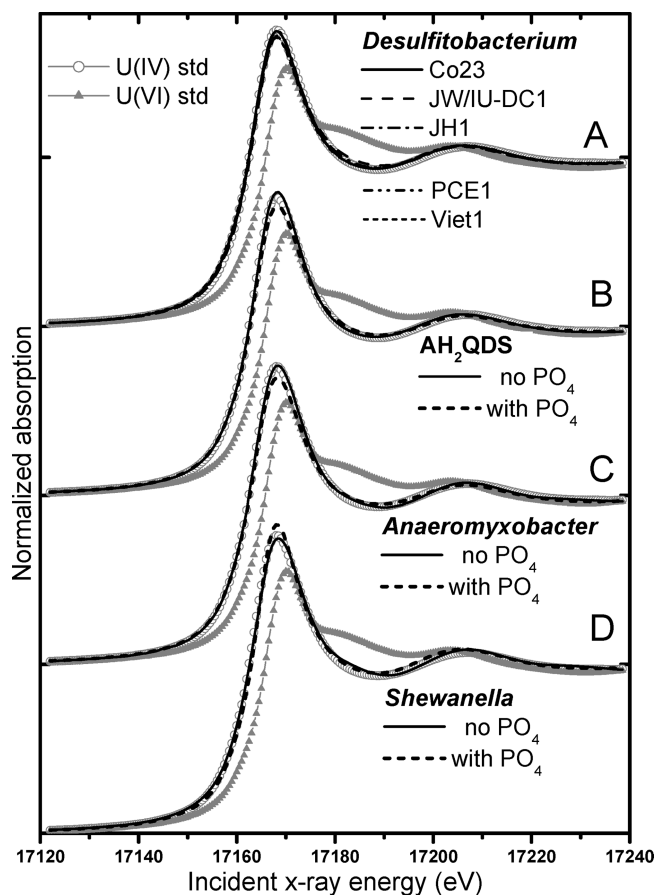 U(IV) std
U(VI) std
Desulfitobacterium
Co23
JW/IU-DC1
JH1
PCE1
Viet1
A
B
AH₂QDS
no PO₄
with PO₄
C
Anaeromyxobacter
no PO₄
with PO₄
D
Shewanella
no PO₄
with PO₄
Normalized absorption
17120 17140 17160 17180 17200 17220 17240
Incident x-ray energy (eV)